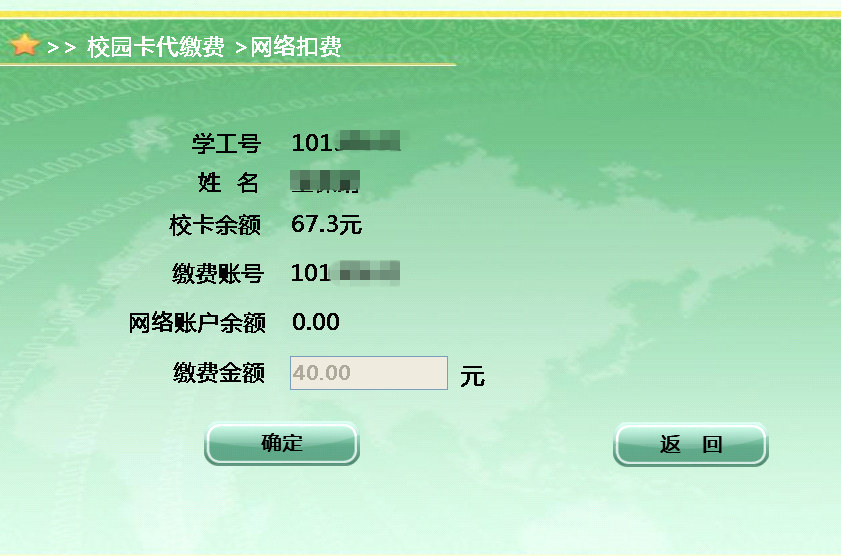 >> 校园卡代缴费 >网络扣费
学工号 101
姓 名
校卡余额 67.3元
缴费账号 101
网络账户余额 0.00
缴费金额 40.00 元
确定 返 回